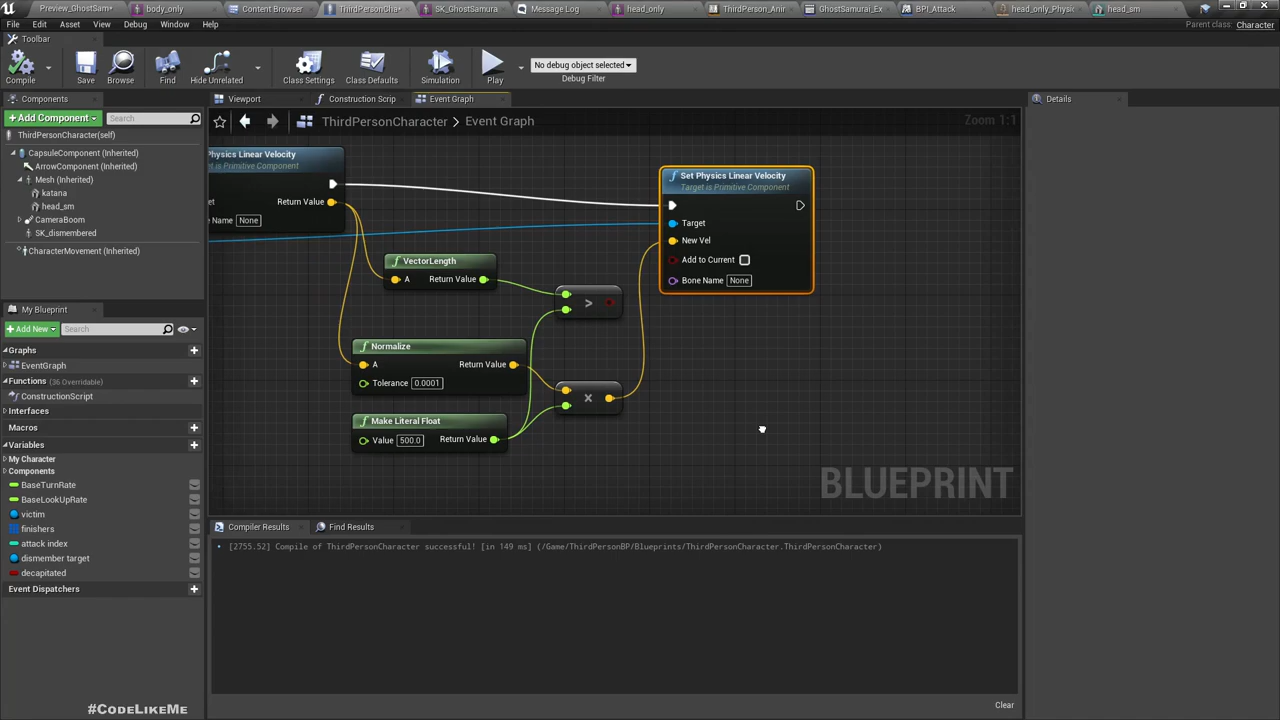 Preview_GhostSam*
body_only
Content Browser
ThirdPersonCha*
SK_GhostSamura
Message Log
head_only
ThirdPerson_Anin
GhostSamurai_Ex
BPI_Attack
head_only_Physic
head_sm
File Edit Asset View Debug Window Help
Parent class: Character
Toolbar
Compile
Save
Browse
Find
Hide Unrelated
Class Settings
Class Defaults
Simulation
Play
No debug object selected
Debug Filter
Components
+ Add Component
Search
ThirdPersonCharacter(self)
CapsuleComponent (Inherited)
ArrowComponent (Inherited)
Mesh (Inherited)
katana
head_sm
CameraBoom
SK_dismembered
CharacterMovement (Inherited)
My Blueprint
+ Add New
Search
Graphs
EventGraph
Functions (36 Overridable)
ConstructionScript
Interfaces
Macros
Variables
My Character
Components
BaseTurnRate
BaseLookUpRate
victim
finishers
attack index
dismember target
decapitated
Event Dispatchers
Viewport
Construction Scrip
Event Graph
ThirdPersonCharacter > Event Graph
Zoom 1:1
Physics Linear Velocity
et is Primitive Component
et
Return Value
e Name None
VectorLength
A Return Value
>
Normalize
A Return Value
Tolerance 0.0001
Make Literal Float
Value 500.0 Return Value
×
Set Physics Linear Velocity
Target is Primitive Component
Target
New Vel
Add to Current
Bone Name None
BLUEPRINT
Compiler Results
Find Results
[2755.52] Compile of ThirdPersonCharacter successful! [in 149 ms] (/Game/ThirdPersonBP/Blueprints/ThirdPersonCharacter.ThirdPersonCharacter)
Clear
Details
#CodeLikeMe